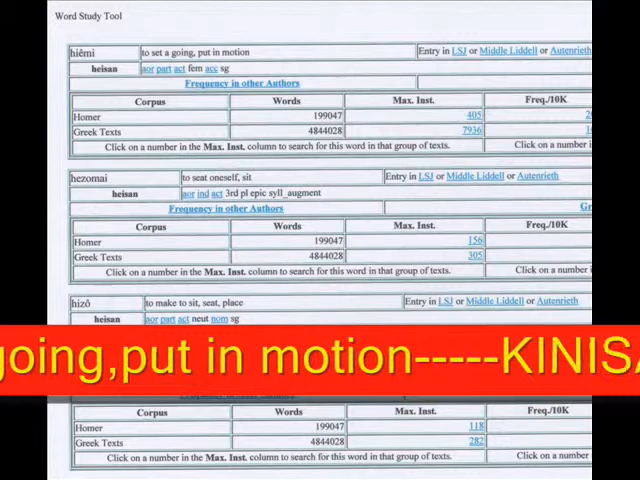 Word Study Tool
hiêmi to set a going, put in motion Entry in LSJ or Middle Liddell or Autenrieth
heisan aor part act fem acc sg
Frequency in other Authors
Corpus Words Max. Inst. Freq./10K
Homer 199047 405
Greek Texts 4844028 7936
Click on a number in the Max. Inst. column to search for this word in that group of texts. Click on a number i
hezomai to seat oneself, sit Entry in LSJ or Middle Liddell or Autenrieth
heisan aor ind act 3rd pl epic syll_augment
Frequency in other Authors Gr
Corpus Words Max. Inst. Freq./10K
Homer 199047 156
Greek Texts 4844028 305
Click on a number in the Max. Inst. column to search for this word in that group of texts. Click on a number
hizô to make to sit, seat, place Entry in LSJ or Middle Liddell or Autenrieth
heisan aor part act neut nom sg
going,put in motion-----KINISA
Corpus Words Max. Inst. Freq./10K
Homer 199047 118
Greek Texts 4844028 282
Click on a number in the Max. Inst. column to search for this word in that group of texts. Click on a number